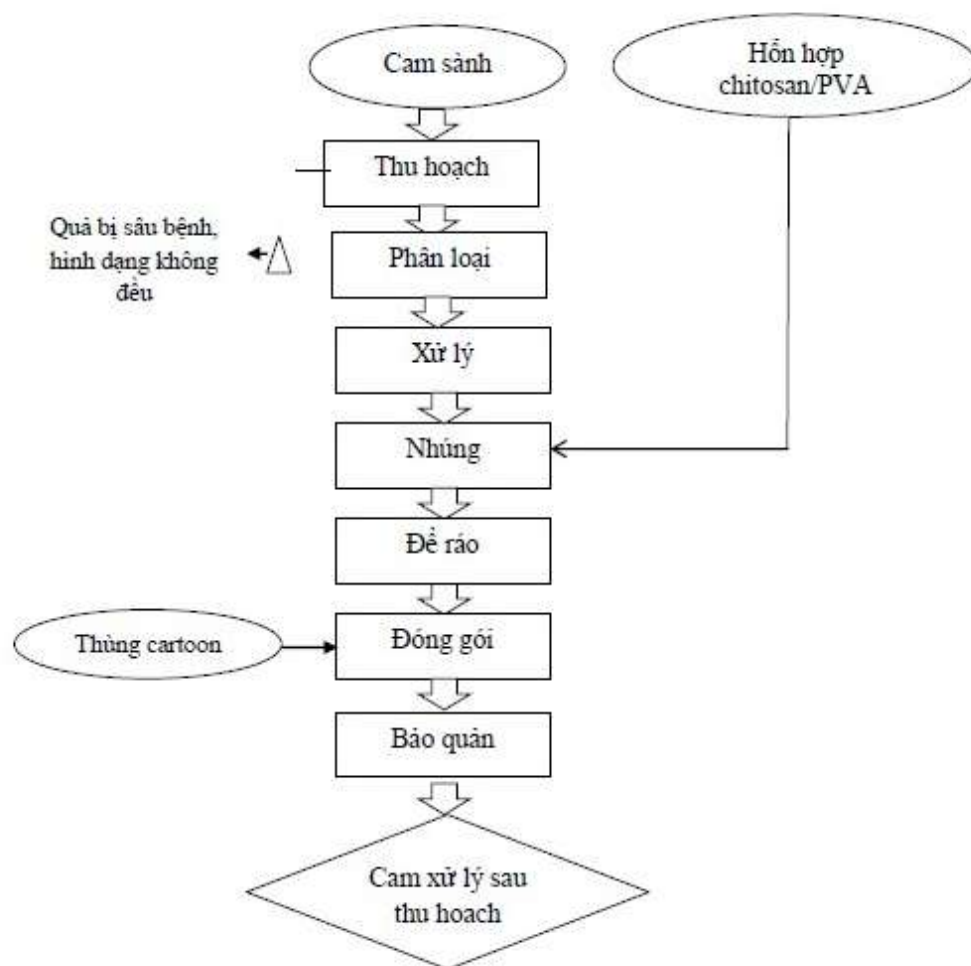 Cam sành
Hỗn hợp
chitosan/PVA
Thu hoạch
Quả bị sâu bệnh,
hình dạng không
đều
Phân loại
Xử lý
Nhúng
Để ráo
Thùng cartoon
Đóng gói
Bảo quản
Cam xử lý sau
thu hoach